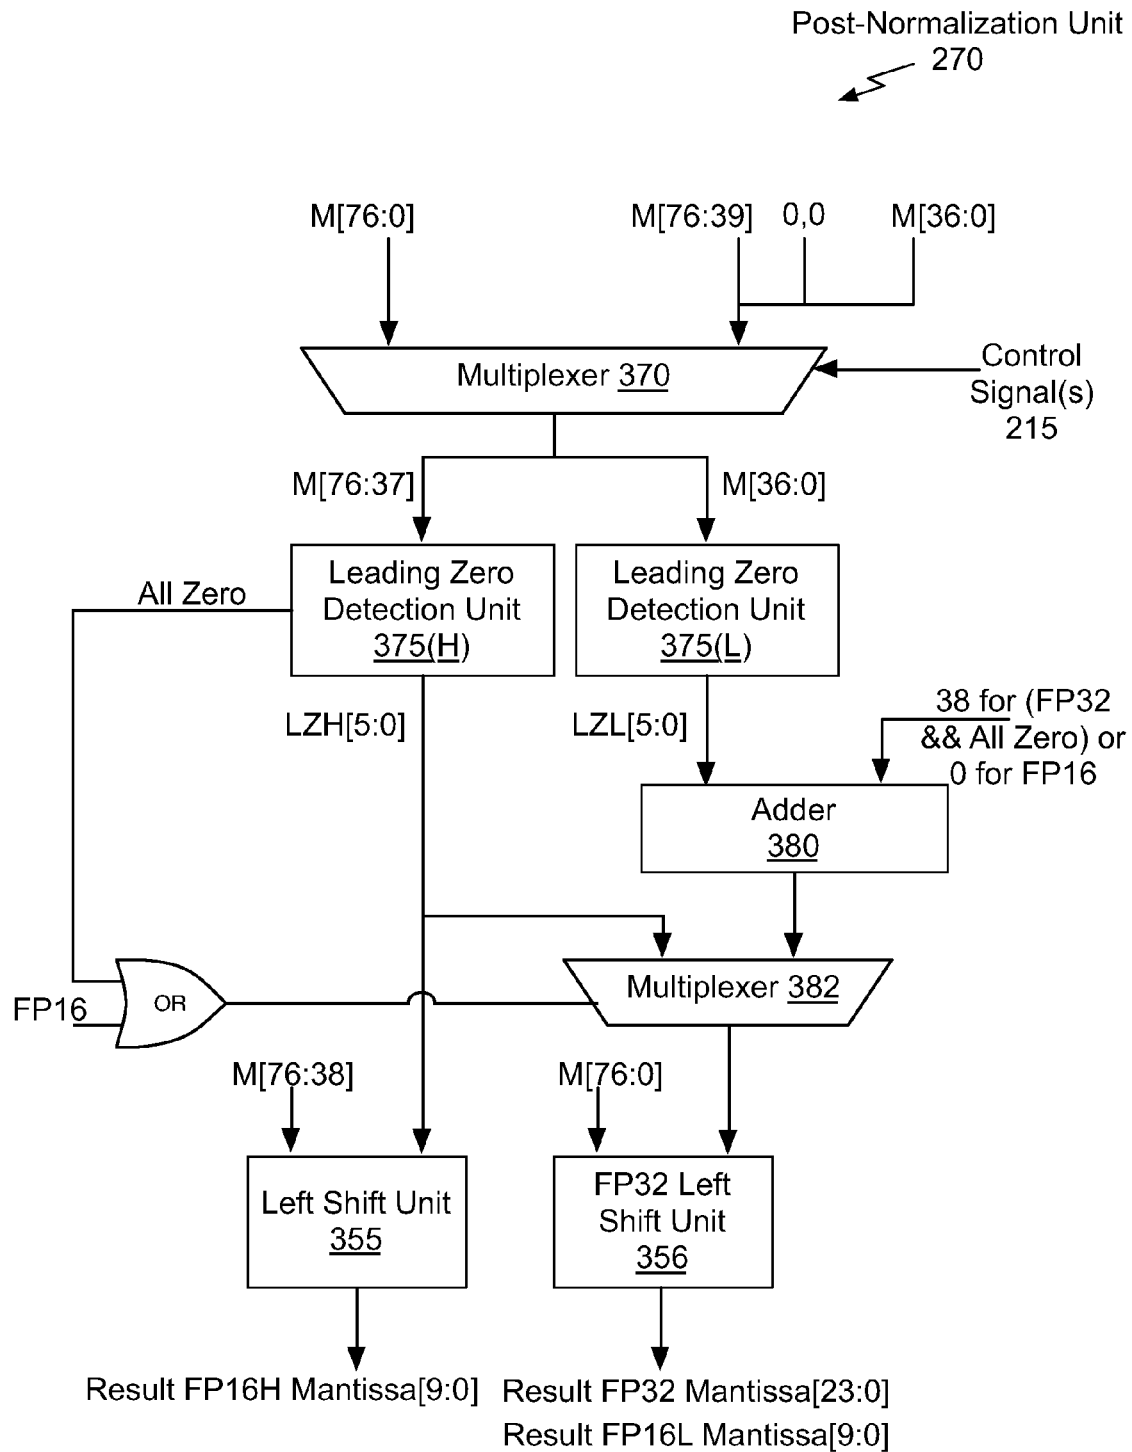 Post-Normalization Unit
270
M[76:0]
M[76:39]
0,0
M[36:0]
Multiplexer 370
Control
Signal(s)
215
M[76:37]
M[36:0]
Leading Zero
Detection Unit
375(H)
Leading Zero
Detection Unit
375(L)
All Zero
LZH[5:0]
LZL[5:0]
38 for (FP32
&& All Zero) or
0 for FP16
Adder
380
Multiplexer 382
FP16
OR
M[76:38]
M[76:0]
Left Shift Unit
355
FP32 Left
Shift Unit
356
Result FP16H Mantissa[9:0]
Result FP32 Mantissa[23:0]
Result FP16L Mantissa[9:0]